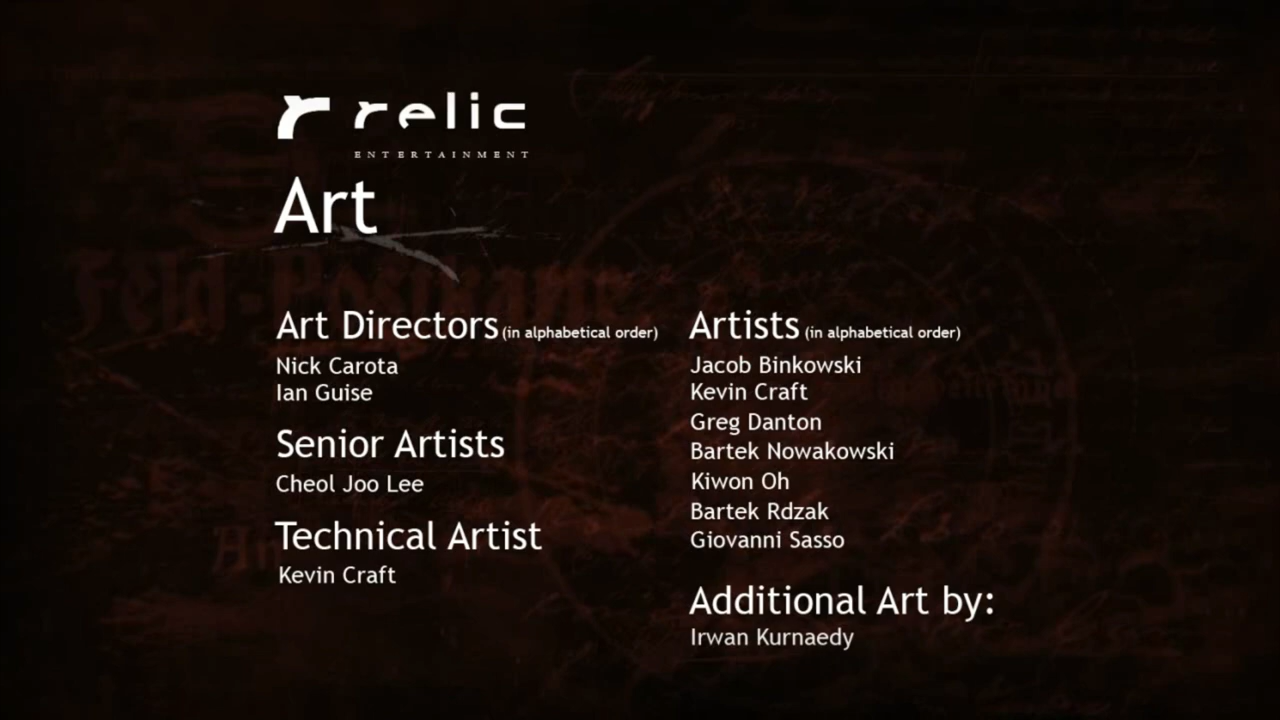 relic
ENTERTAINMENT
Art
Feld-Postkarte
Art Directors (in alphabetical order)
Nick Carota
Ian Guise
Senior Artists
Cheol Joo Lee
Technical Artist
Kevin Craft
Artists (in alphabetical order)
Jacob Binkowski
Kevin Craft
Greg Danton
Bartek Nowakowski
Kiwon Oh
Bartek Rdzak
Giovanni Sasso
Additional Art by:
Irwan Kurnaedy